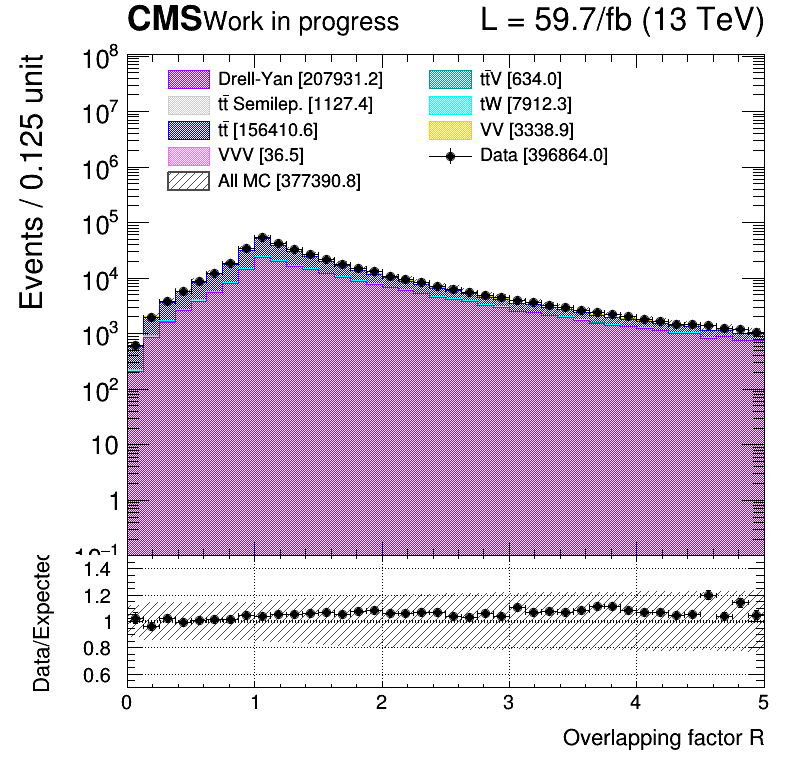 CMS Work in progress L = 59.7/fb (13 TeV)
Events / 0.125 unit
10⁸
10⁷
10⁶
10⁵
10⁴
10³
10²
10
1
10⁻¹
Drell-Yan [207931.2]
tt̄ Semilep. [1127.4]
tt̄ [156410.6]
VVV [36.5]
All MC [377390.8]
tt̄V [634.0]
tW [7912.3]
VV [3338.9]
Data [396864.0]
Data/Expected
1.4
1.2
1
0.8
0.6
0 1 2 3 4 5
Overlapping factor R